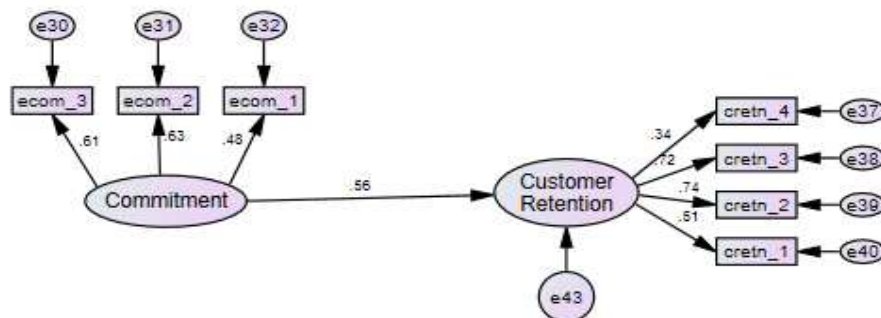 e30
e31
e32
ecom_3
ecom_2
ecom_1
.61
.63
.48
Commitment
.56
Customer
Retention
e43
.34
.72
.74
.51
cretn_4
e37
cretn_3
e38
cretn_2
e39
cretn_1
e40